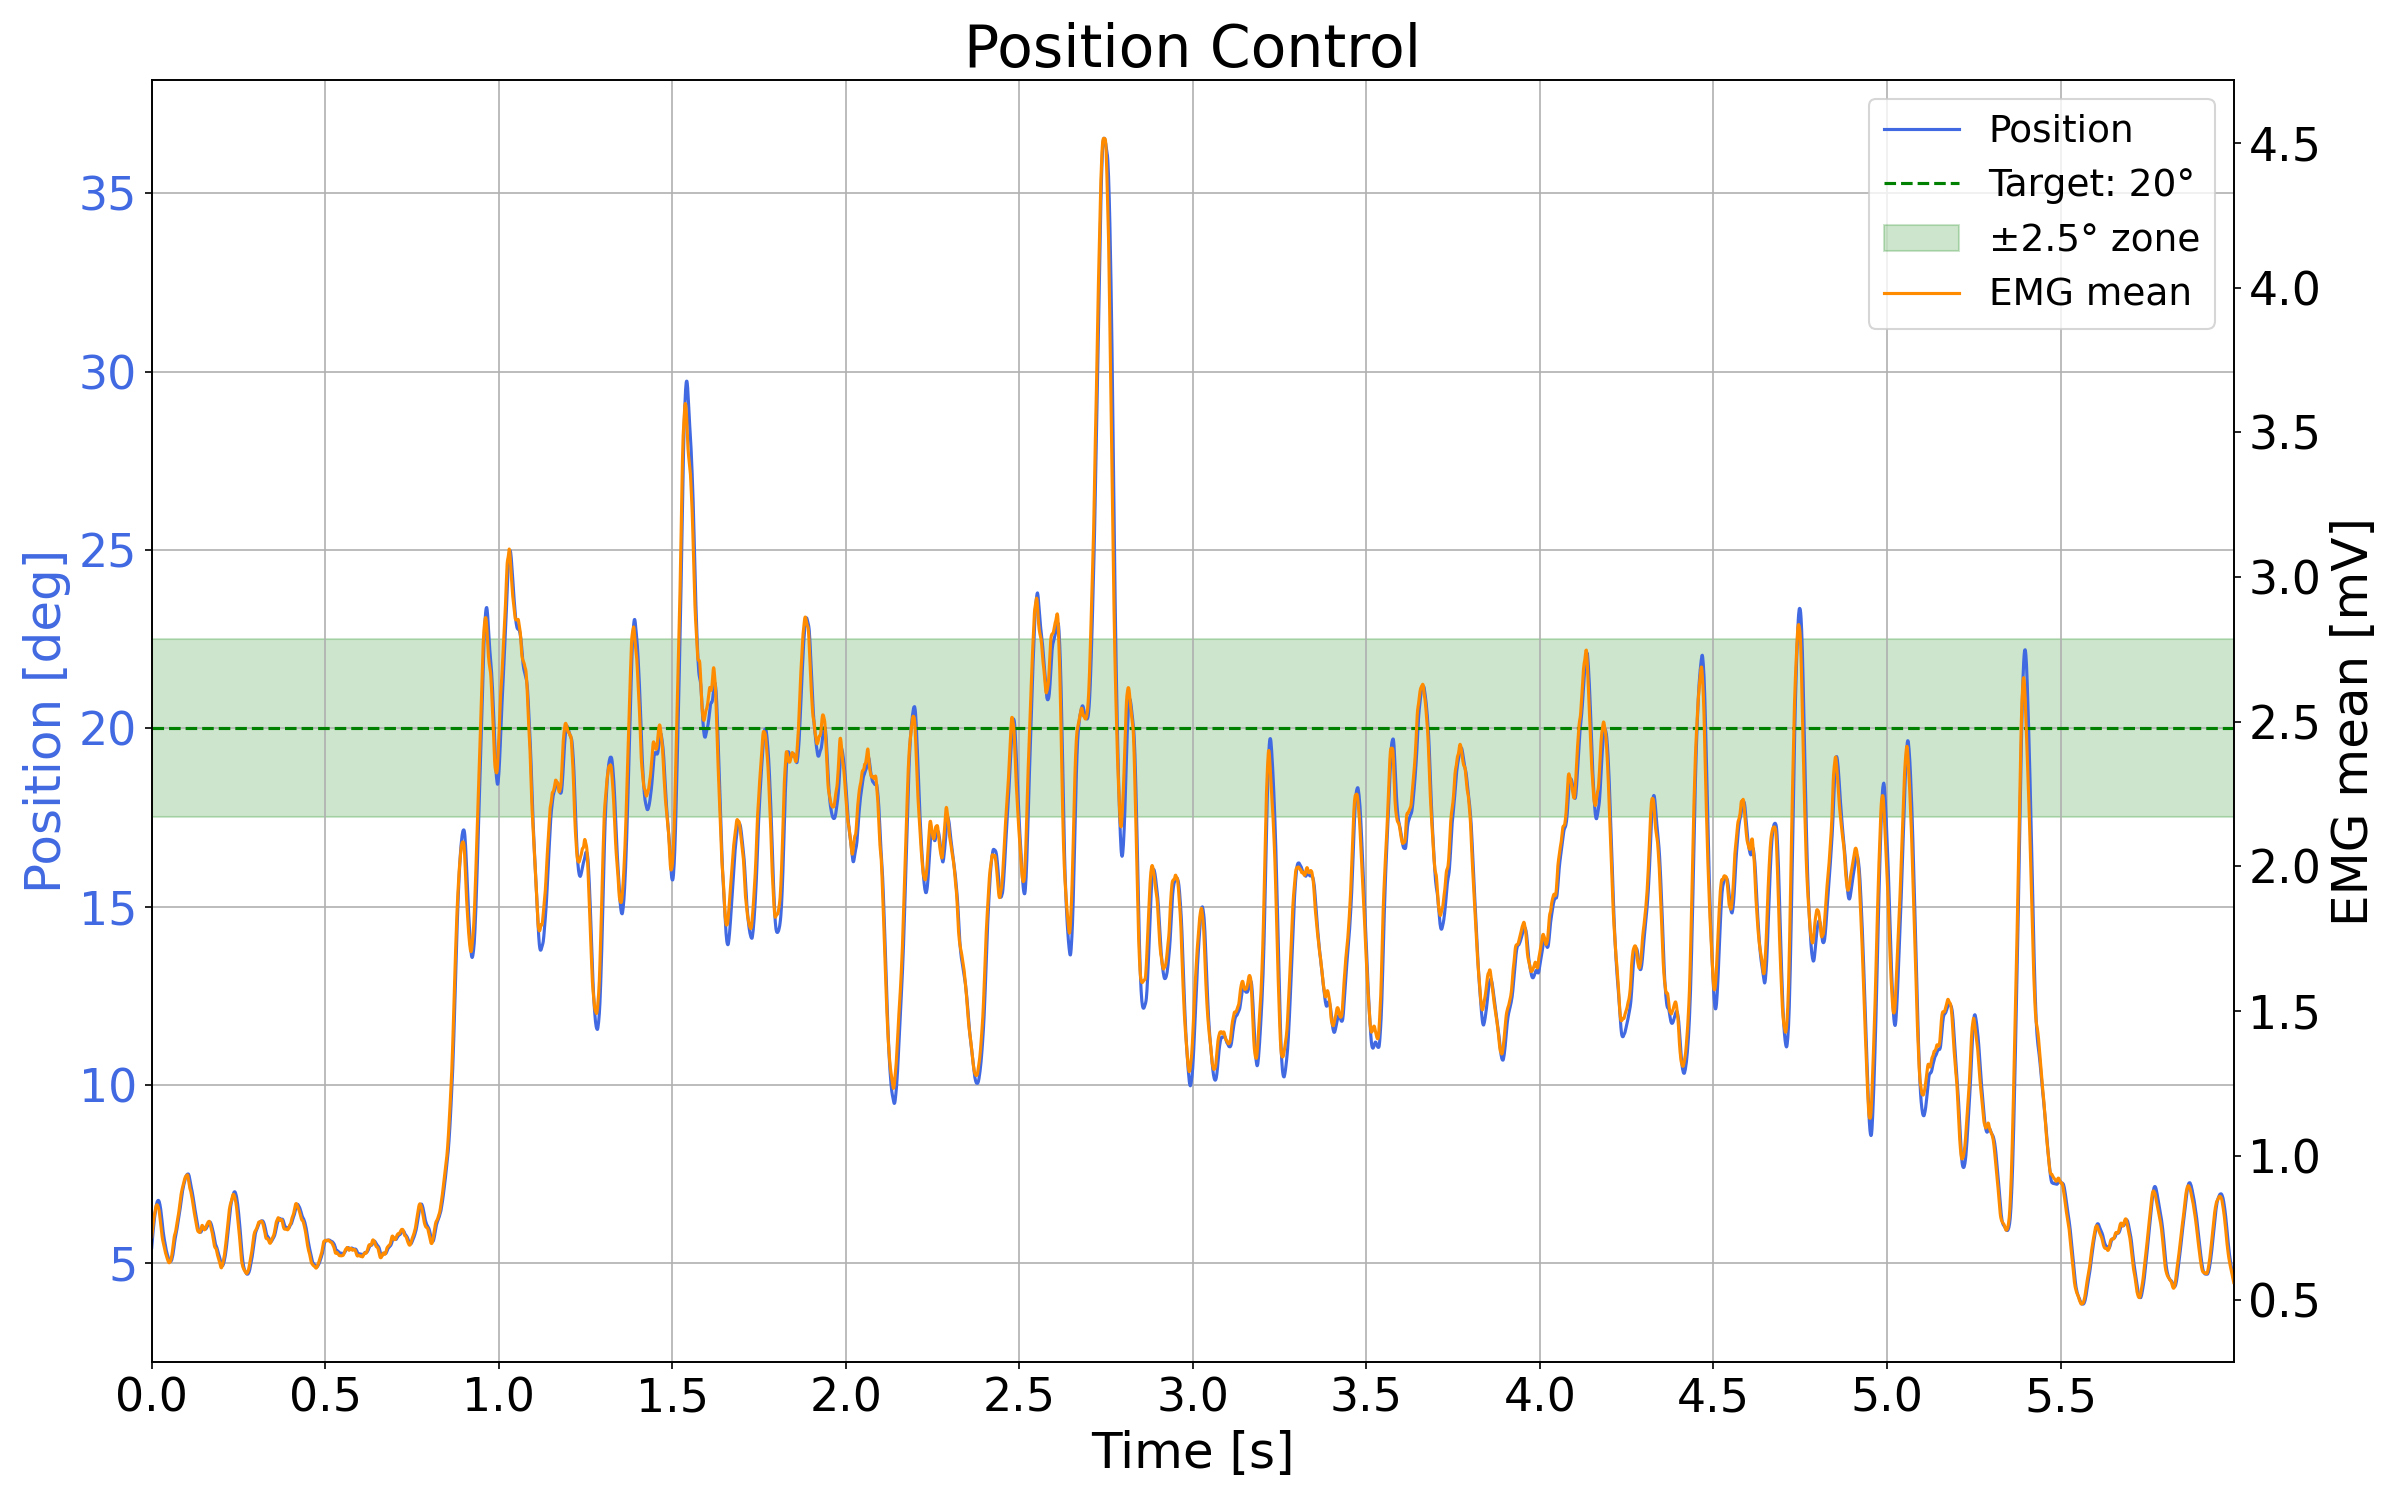 Position Control
Position [deg]
35
30
25
20
15
10
5
Position
Target: 20°
±2.5° zone
EMG mean
4.5
4.0
3.5
3.0
2.5
2.0
1.5
1.0
0.5
EMG mean [mV]
0.0 0.5 1.0 1.5 2.0 2.5 3.0 3.5 4.0 4.5 5.0 5.5
Time [s]